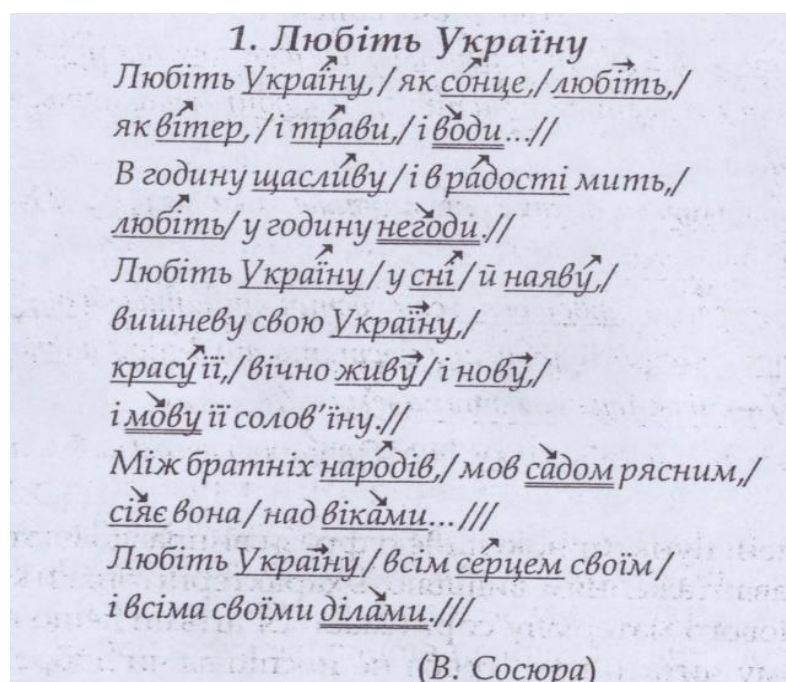 1. Любіть Україну
Любіть Україну, / як сонце, / любіть, /
як вітер, / і трави, / і води...//
В годину щасливу / і в радості мить, /
любіть / у годину негоди.//
Любіть Україну / у сні / й наяву, /
вишневу свою Україну, /
красу її, / вічно живу / і нову, /
і мову її солов'їну.//
Між братніх народів, / мов садом рясним, /
сіяє вона / над віками...///
Любіть Україну / всім серцем своїм /
і всіма своїми ділами.///
(В. Сосюра)